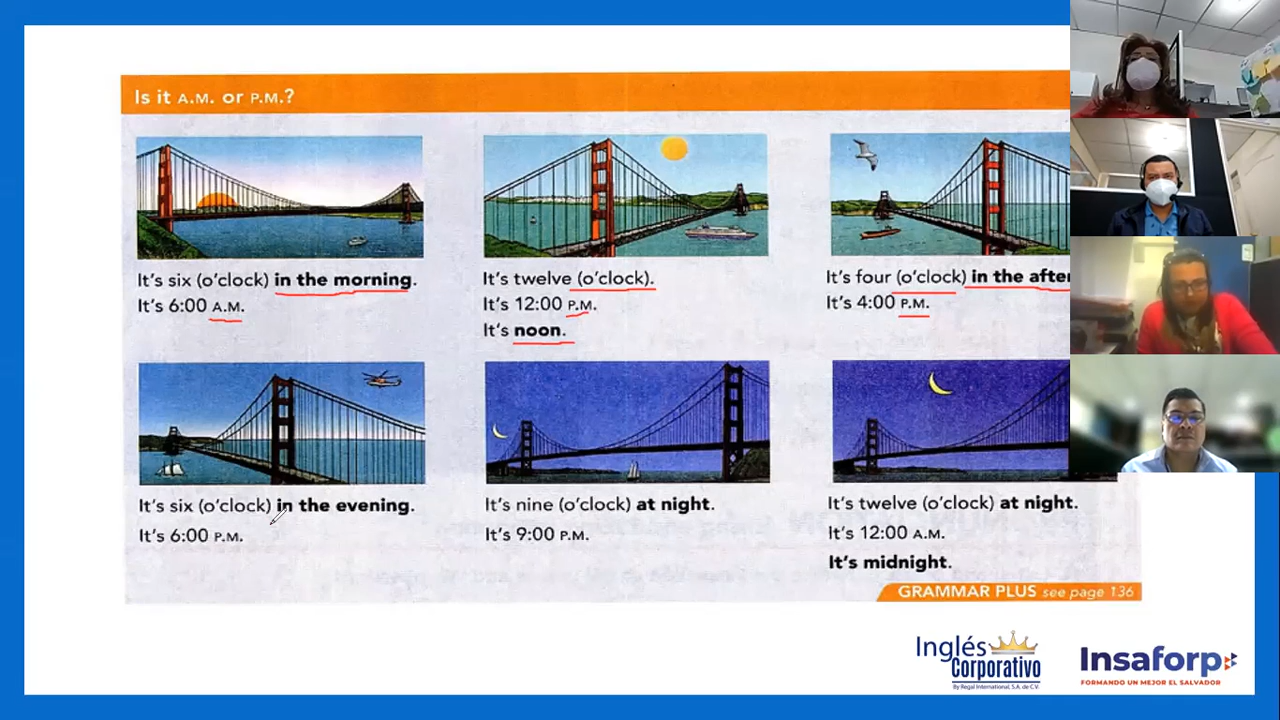 Is it A.M. or P.M.?
It's six (o'clock) in the morning.
It's 6:00 A.M.
It's twelve (o'clock).
It's 12:00 P.M.
It's noon.
It's four (o'clock) in the after
It's 4:00 P.M.
It's six (o'clock) in the evening.
It's 6:00 P.M.
It's nine (o'clock) at night.
It's 9:00 P.M.
It's twelve (o'clock) at night.
It's 12:00 A.M.
It's midnight.
GRAMMAR PLUS see page 136
Inglés
Corporativo
By Regal International, S.A. de C.V.
Insaforp
FORMANDO UN MEJOR EL SALVADOR